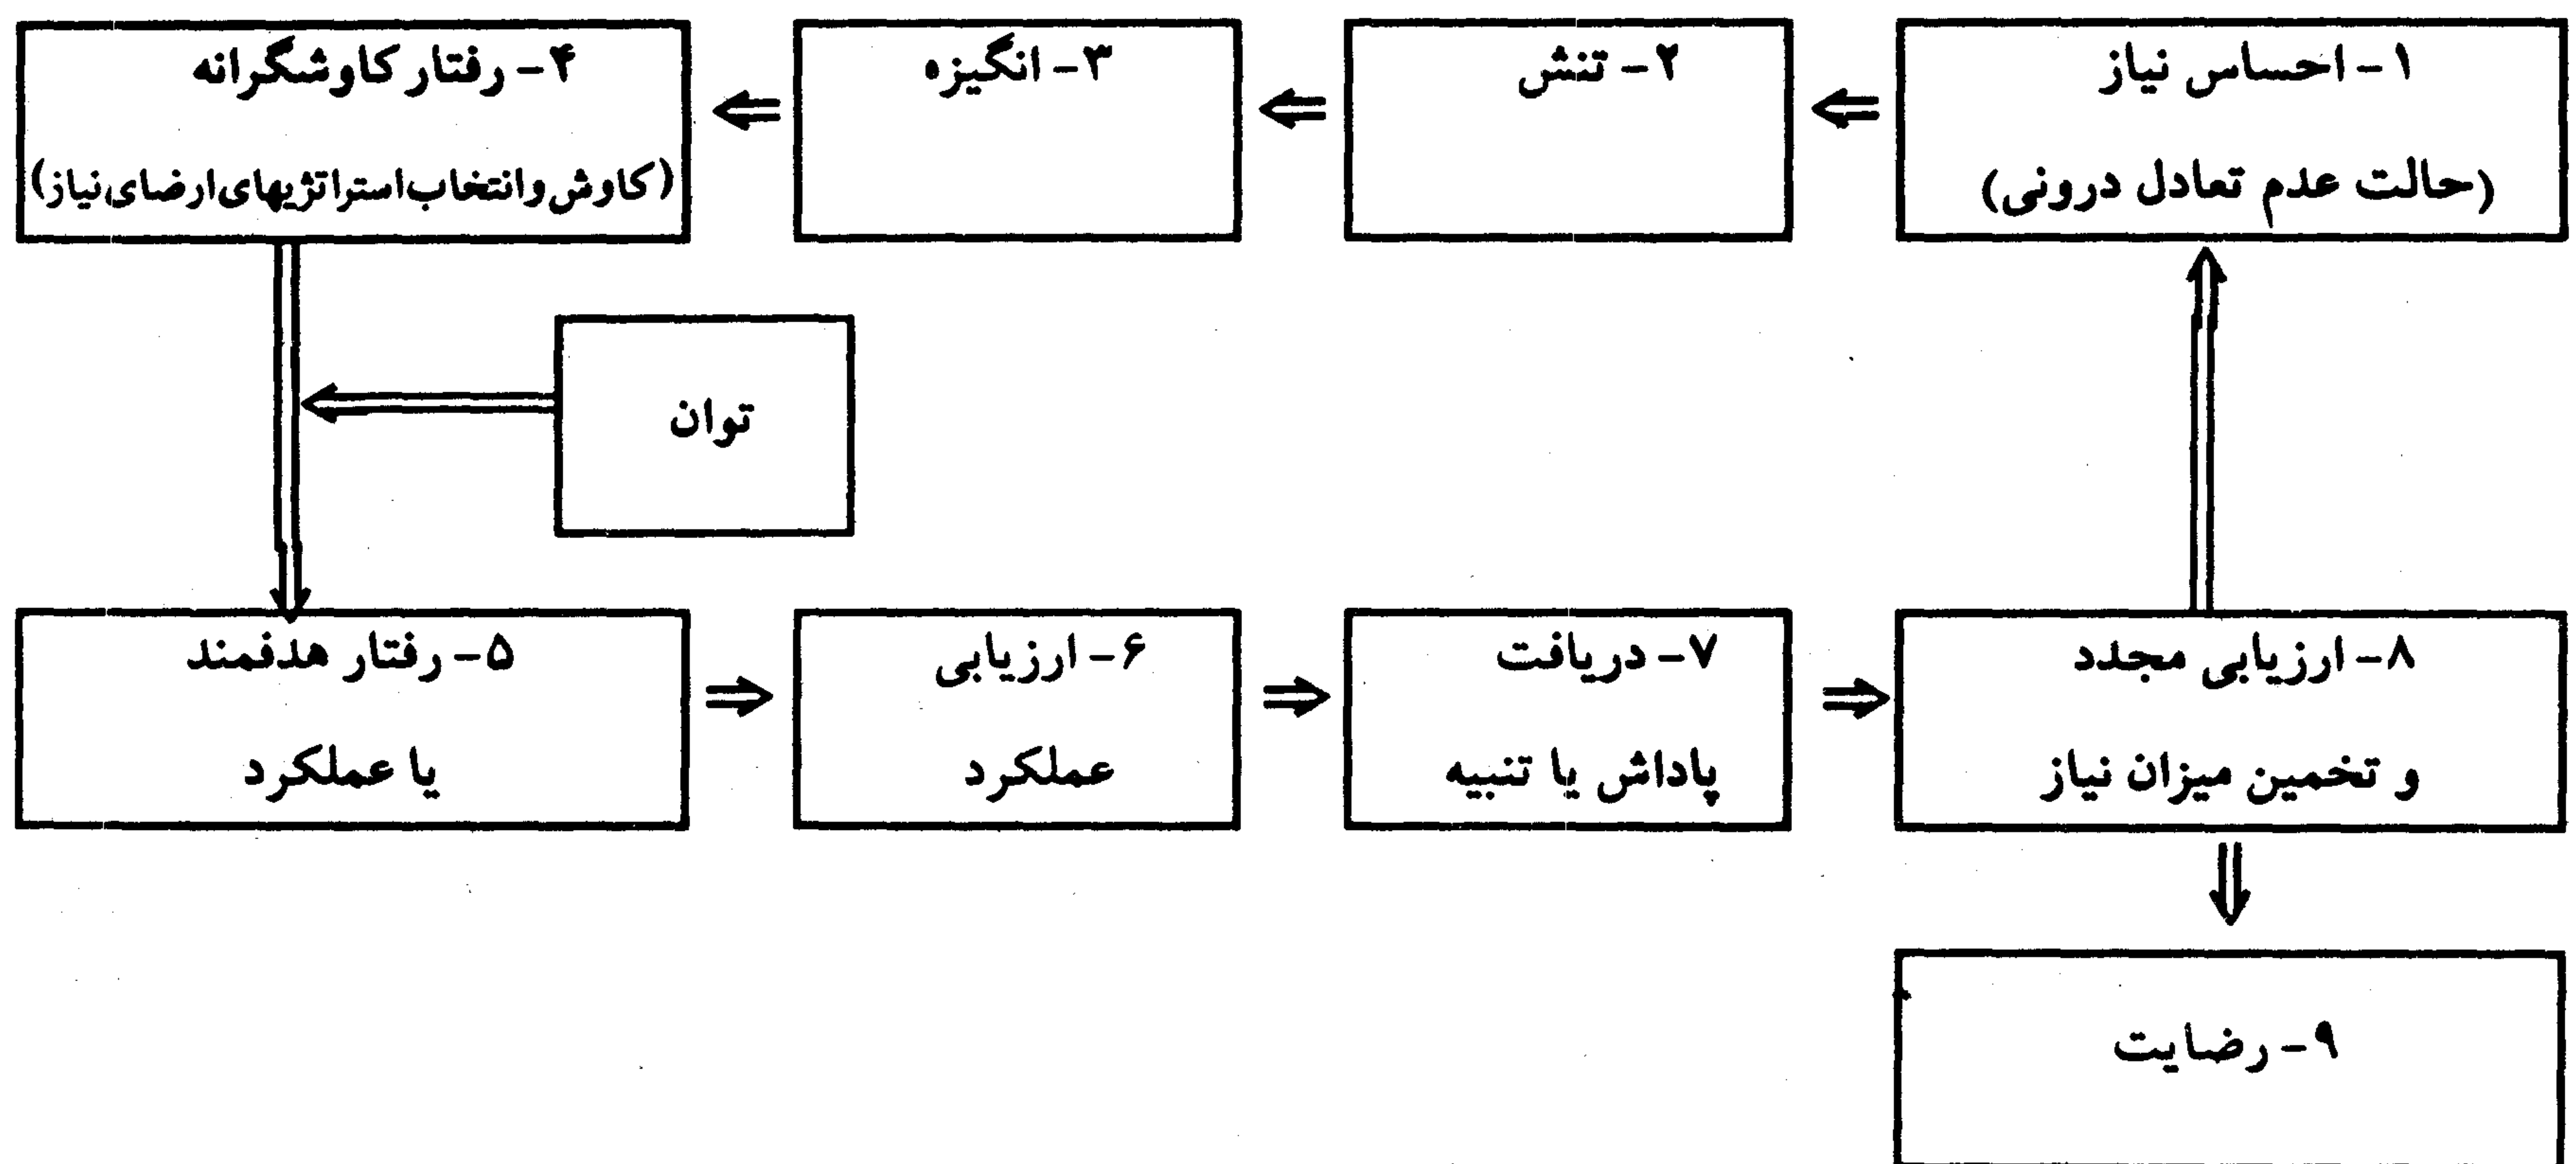 ۱- احساس نیاز
(حالت عدم تعادل درونی)
۲- تنش
۳- انگیزه
۴- رفتار کاوشگرانه
(کاوش و انتخاب استراتژیهای ارضای نیاز)
توان
۵- رفتار هدفمند
یا عملکرد
۶- ارزیابی
عملکرد
۷- دریافت
پاداش یا تنبیه
۸- ارزیابی مجدد
و تخمین میزان نیاز
۹- رضایت